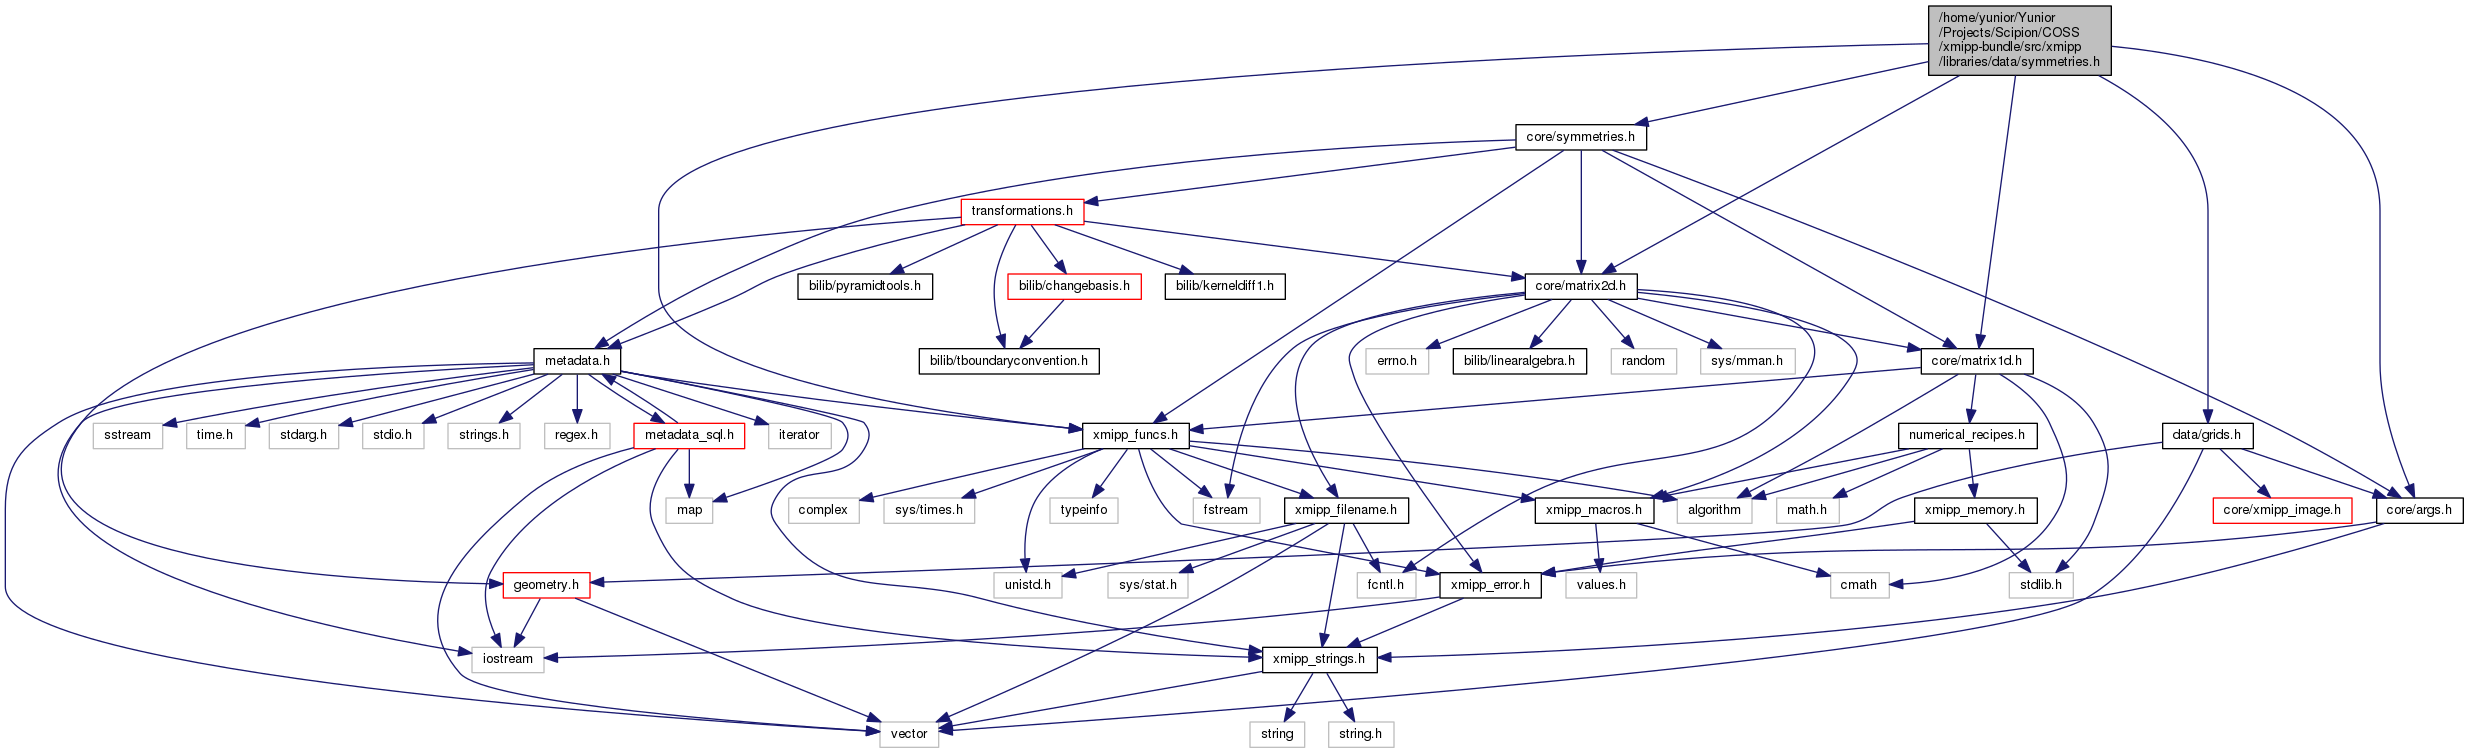 /home/yunior/Yunior
/Projects/Scipion/COSS
/xmipp-bundle/src/xmipp
/libraries/data/symmetries.h
core/symmetries.h
transformations.h
bilib/pyramidtools.h
bilib/changebasis.h
bilib/kerneldiff1.h
core/matrix2d.h
metadata.h
bilib/tboundaryconvention.h
errno.h
bilib/linearalgebra.h
random
sys/mman.h
core/matrix1d.h
sstream
time.h
stdarg.h
stdio.h
strings.h
regex.h
metadata_sql.h
iterator
xmipp_funcs.h
numerical_recipes.h
data/grids.h
map
complex
sys/times.h
typeinfo
fstream
xmipp_filename.h
xmipp_macros.h
algorithm
math.h
xmipp_memory.h
core/xmipp_image.h
core/args.h
geometry.h
unistd.h
sys/stat.h
fcntl.h
xmipp_error.h
values.h
cmath
stdlib.h
iostream
xmipp_strings.h
vector
string
string.h